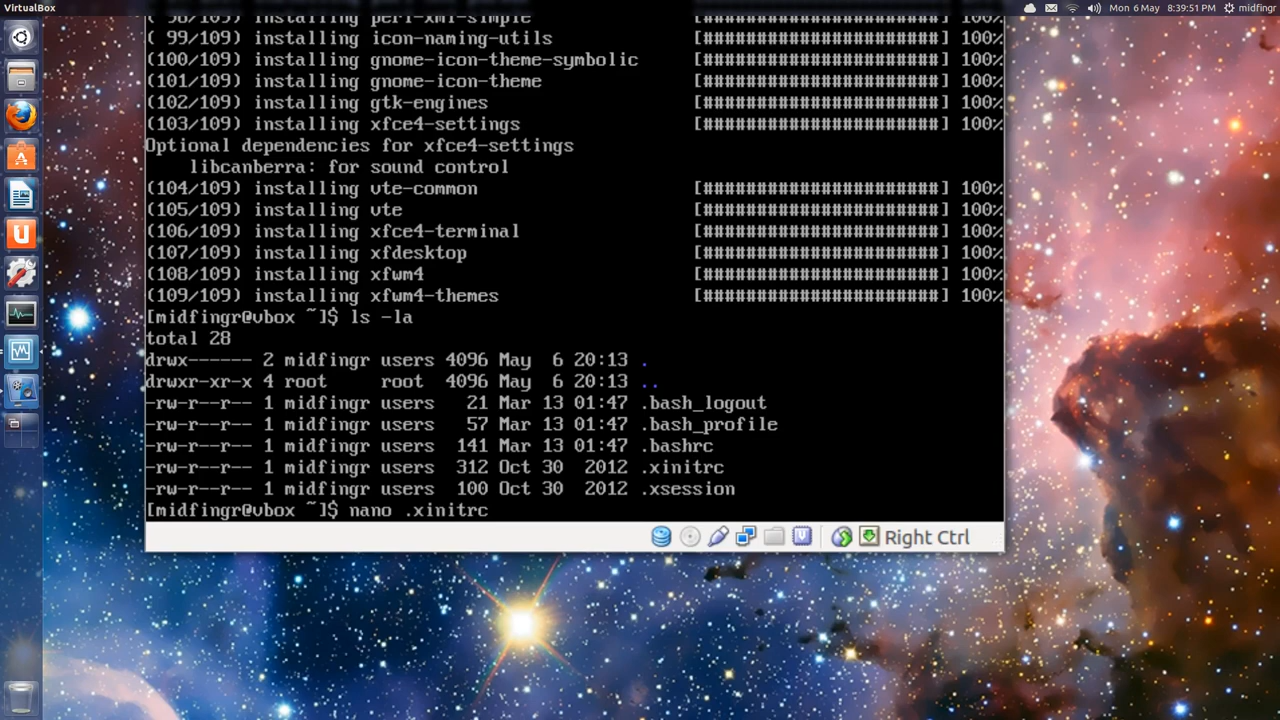 VirtualBox
Mon 6 May 8:39:51 PM midfingr
( 98/109) installing perl-xml-simple [#####################] 100%
( 99/109) installing icon-naming-utils [#####################] 100%
(100/109) installing gnome-icon-theme-symbolic [#####################] 100%
(101/109) installing gnome-icon-theme [#####################] 100%
(102/109) installing gtk-engines [#####################] 100%
(103/109) installing xfce4-settings [#####################] 100%
Optional dependencies for xfce4-settings
libcanberra: for sound control
(104/109) installing vte-common [#####################] 100%
(105/109) installing vte [#####################] 100%
(106/109) installing xfce4-terminal [#####################] 100%
(107/109) installing xfdesktop [#####################] 100%
(108/109) installing xfwm4 [#####################] 100%
(109/109) installing xfwm4-themes [#####################] 100%
[midfingr@vbox ~]$ ls -la
total 28
drwx------ 2 midfingr users 4096 May 6 20:13 .
drwxr-xr-x 4 root root 4096 May 6 20:13 ..
-rw-r--r-- 1 midfingr users 21 Mar 13 01:47 .bash_logout
-rw-r--r-- 1 midfingr users 57 Mar 13 01:47 .bash_profile
-rw-r--r-- 1 midfingr users 141 Mar 13 01:47 .bashrc
-rw-r--r-- 1 midfingr users 312 Oct 30 2012 .xinitrc
-rw-r--r-- 1 midfingr users 100 Oct 30 2012 .xsession
[midfingr@vbox ~]$ nano .xinitrc
Right Ctrl